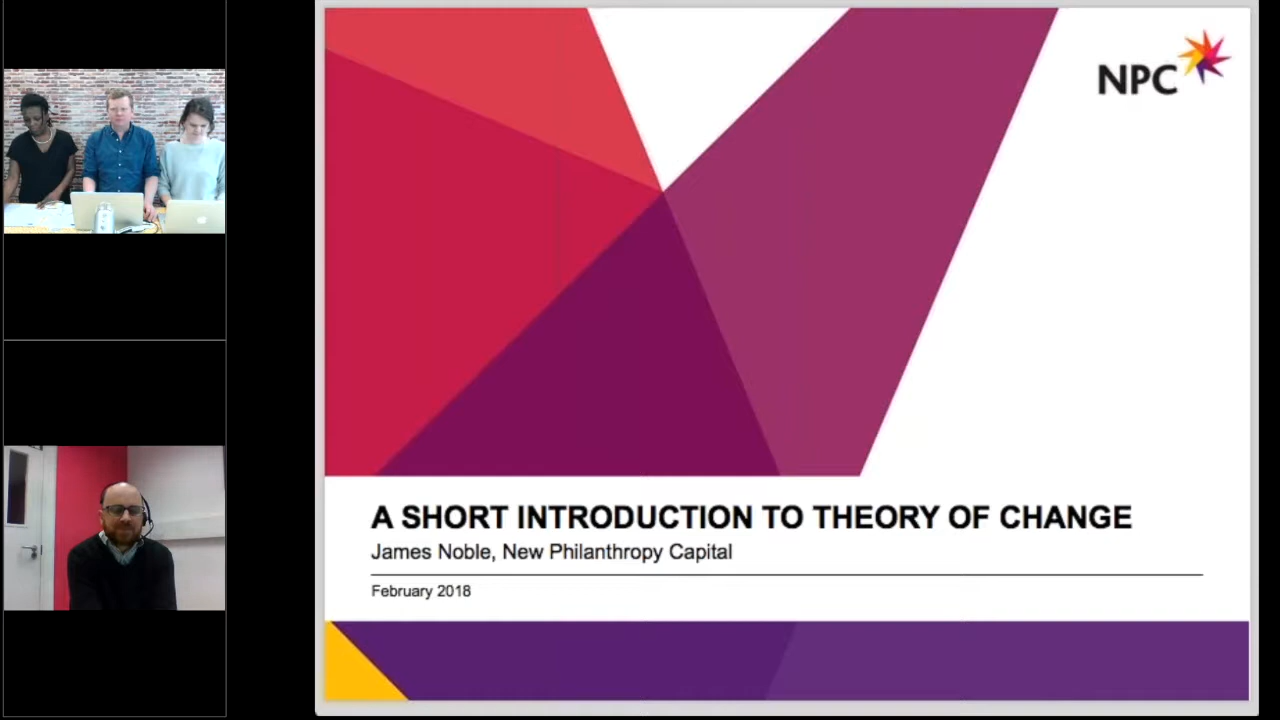 NPC
A SHORT INTRODUCTION TO THEORY OF CHANGE
James Noble, New Philanthropy Capital
February 2018